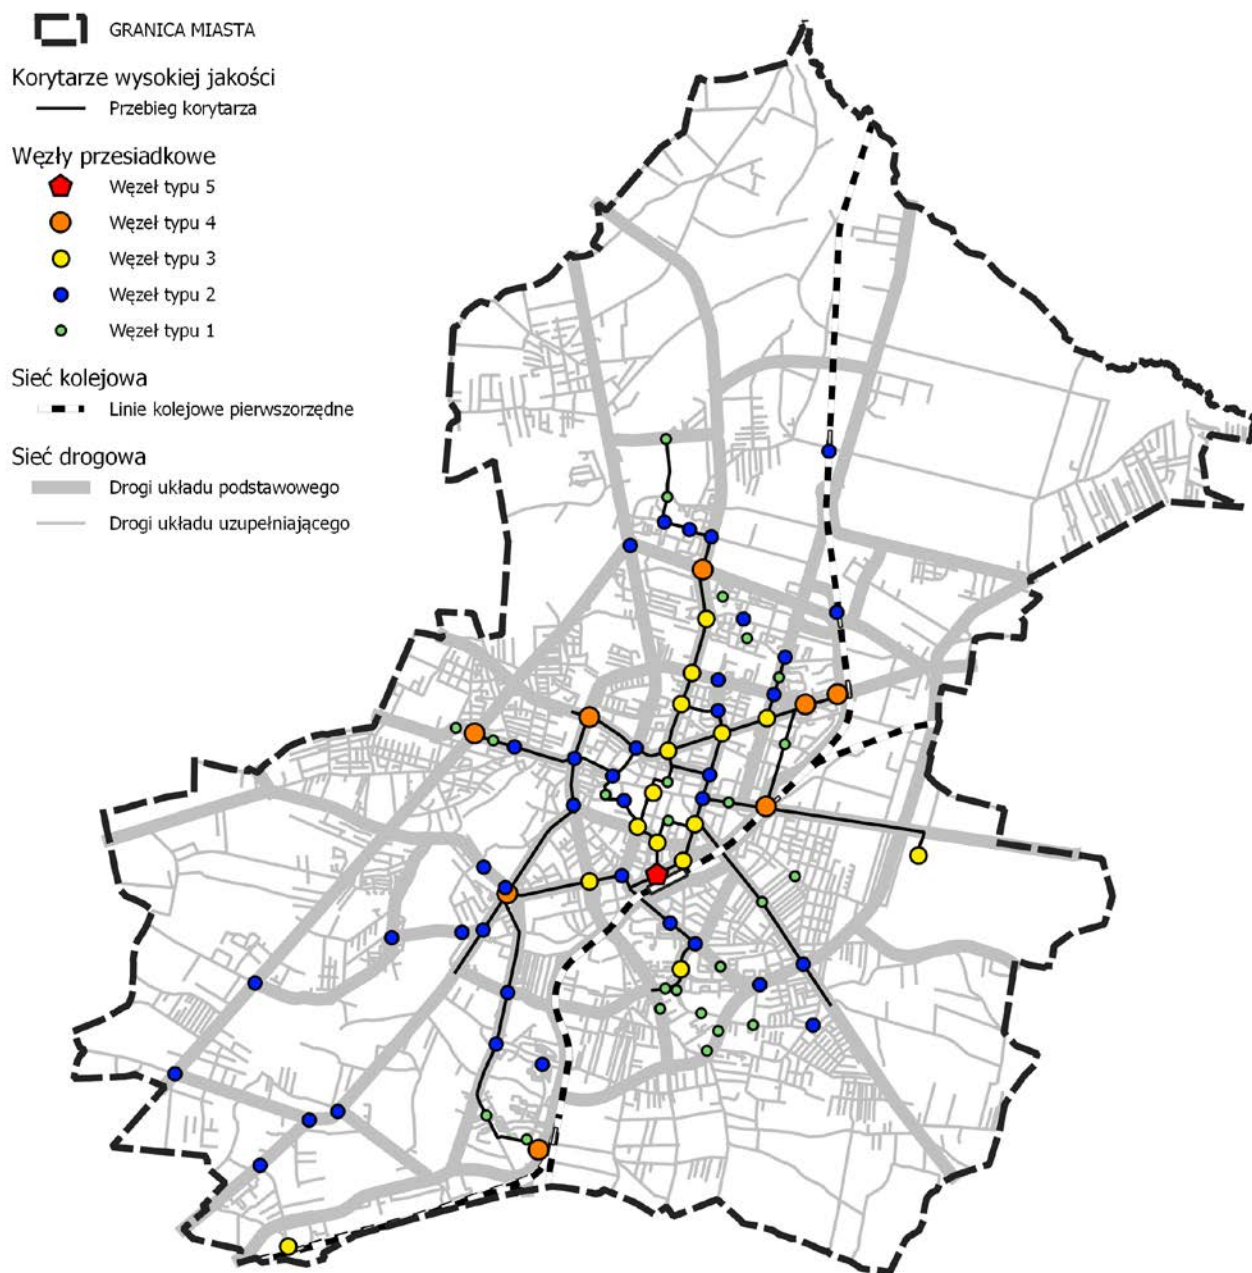 GRANICA MIASTA
Korytarze wysokiej jakości
Przebieg korytarza
Węzły przesiadkowe
Węzeł typu 5
Węzeł typu 4
Węzeł typu 3
Węzeł typu 2
Węzeł typu 1
Sieć kolejowa
Linie kolejowe pierwszorzędne
Sieć drogowa
Drogi układu podstawowego
Drogi układu uzupełniającego